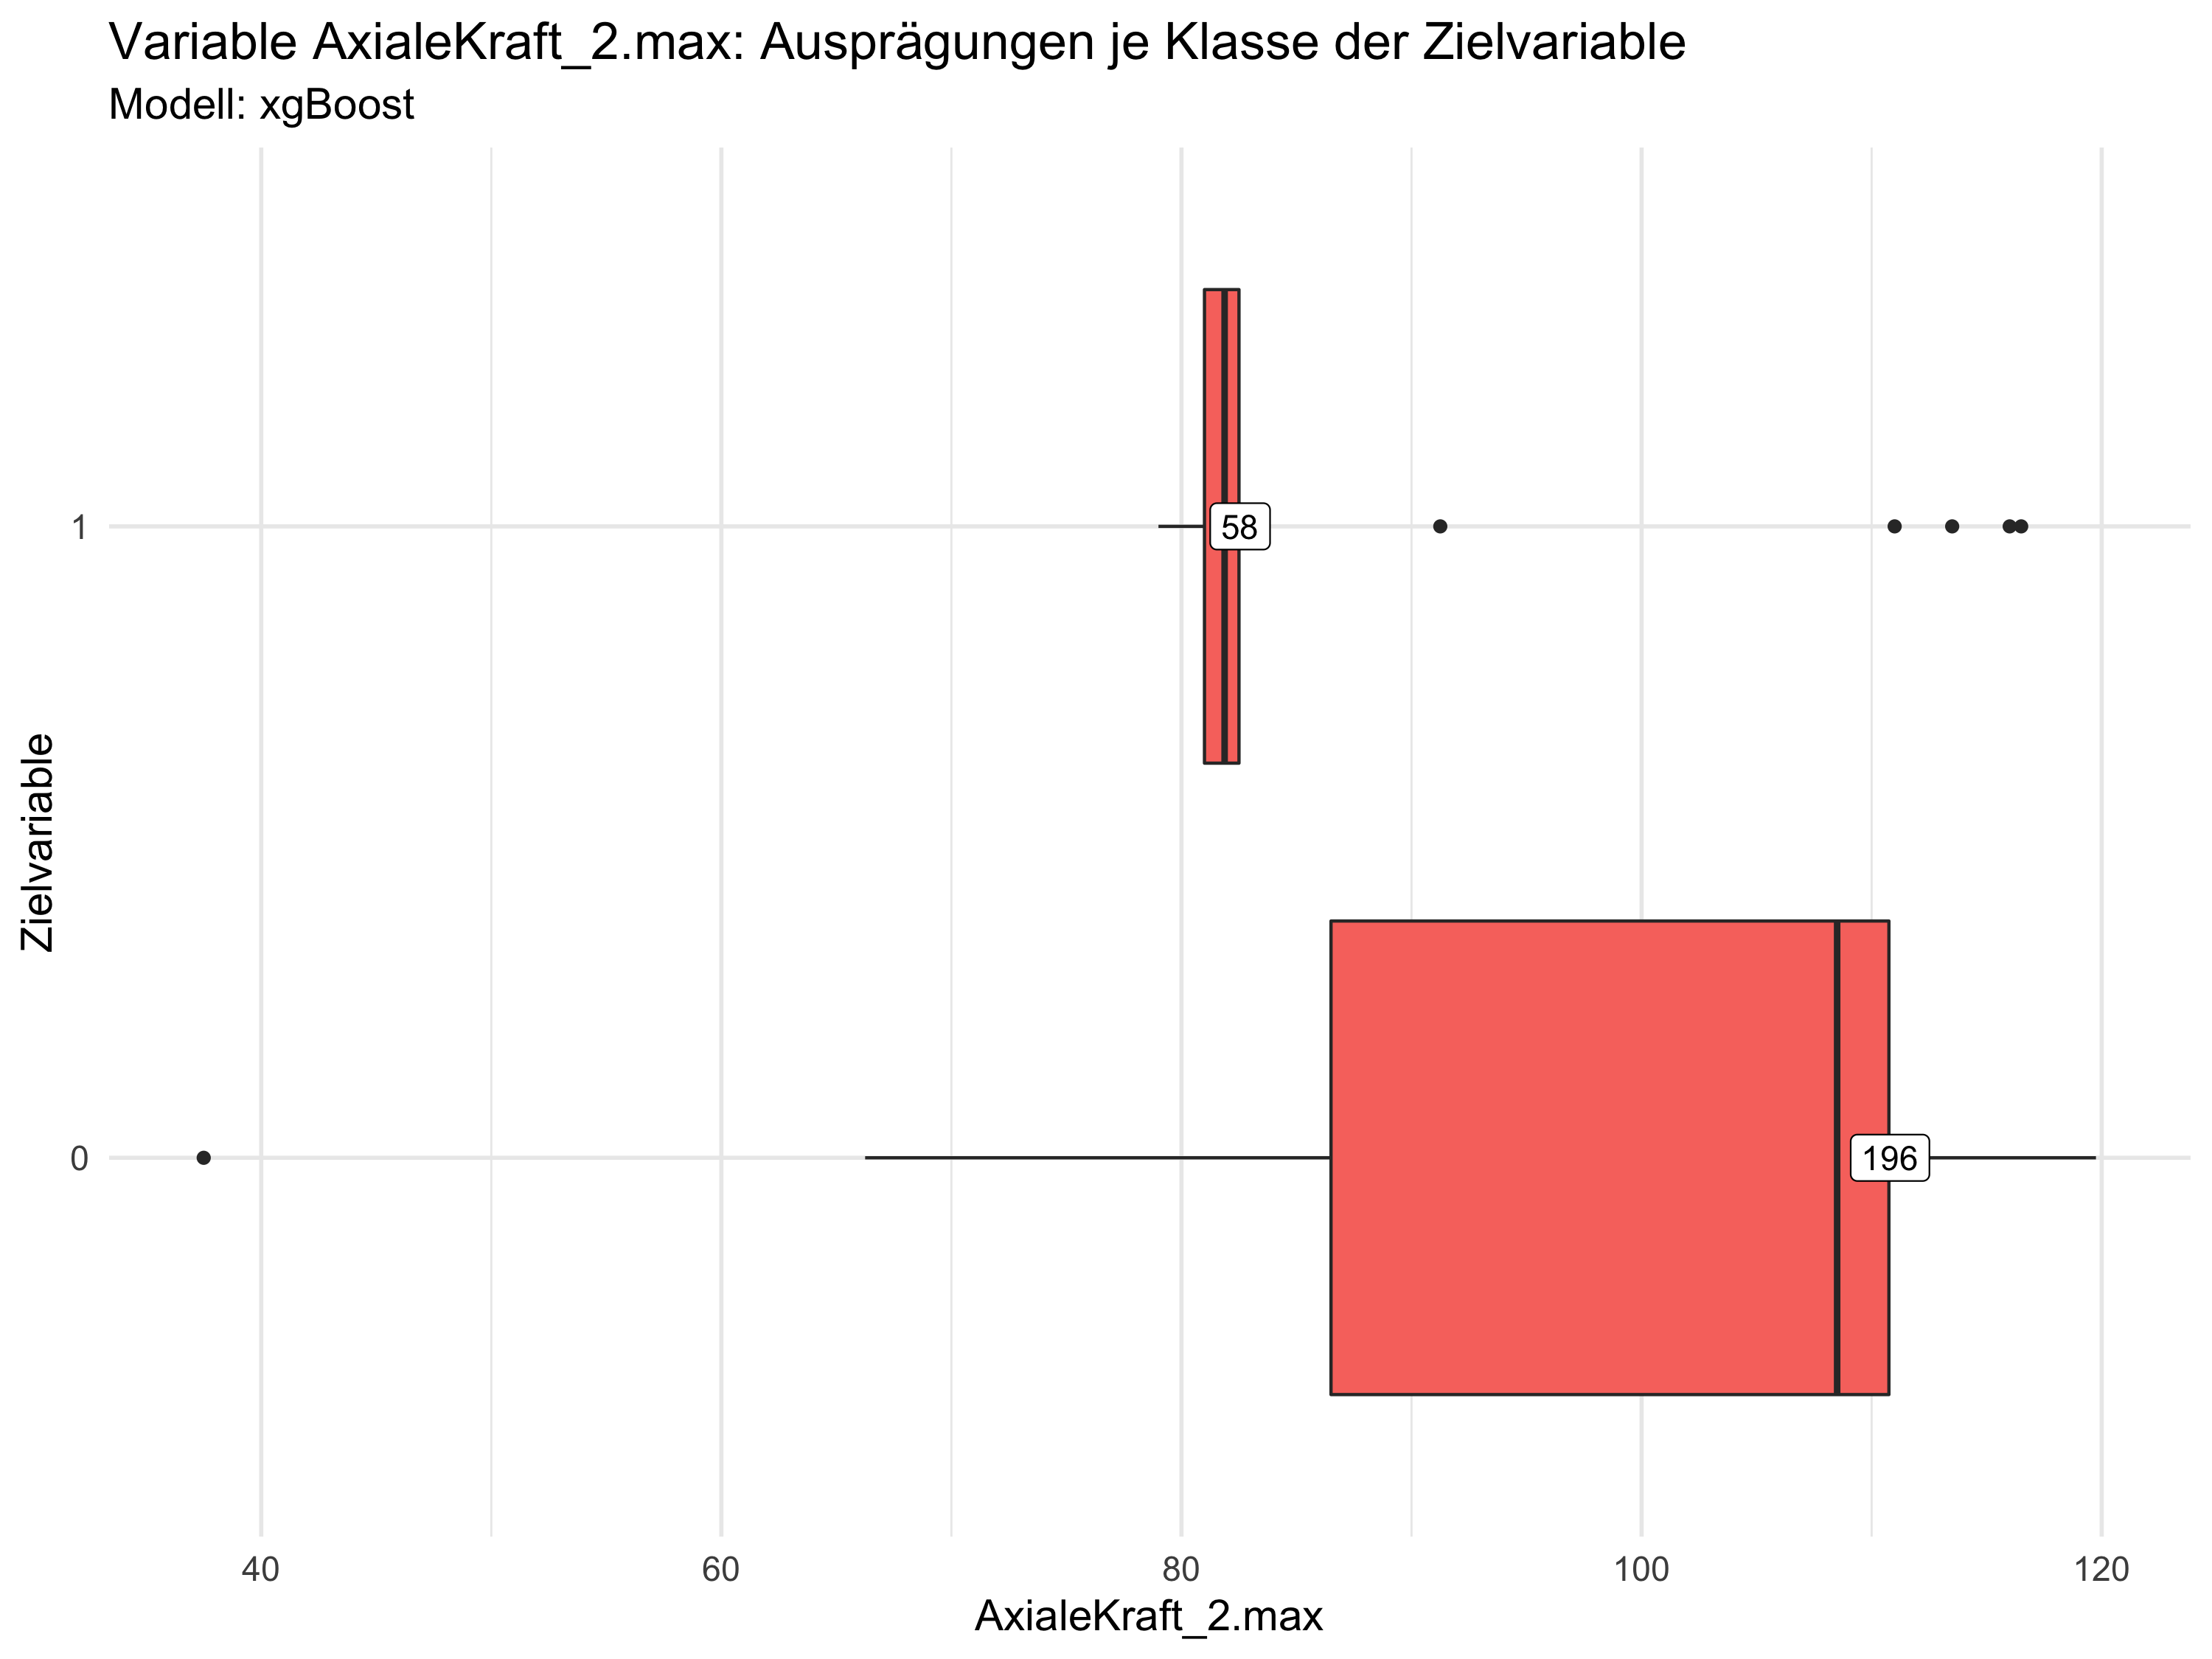 Variable AxialeKraft_2.max: Ausprägungen je Klasse der Zielvariable
Modell: xgBoost
Zielvariable
1
58
0
196
40
60
80
100
120
AxialeKraft_2.max